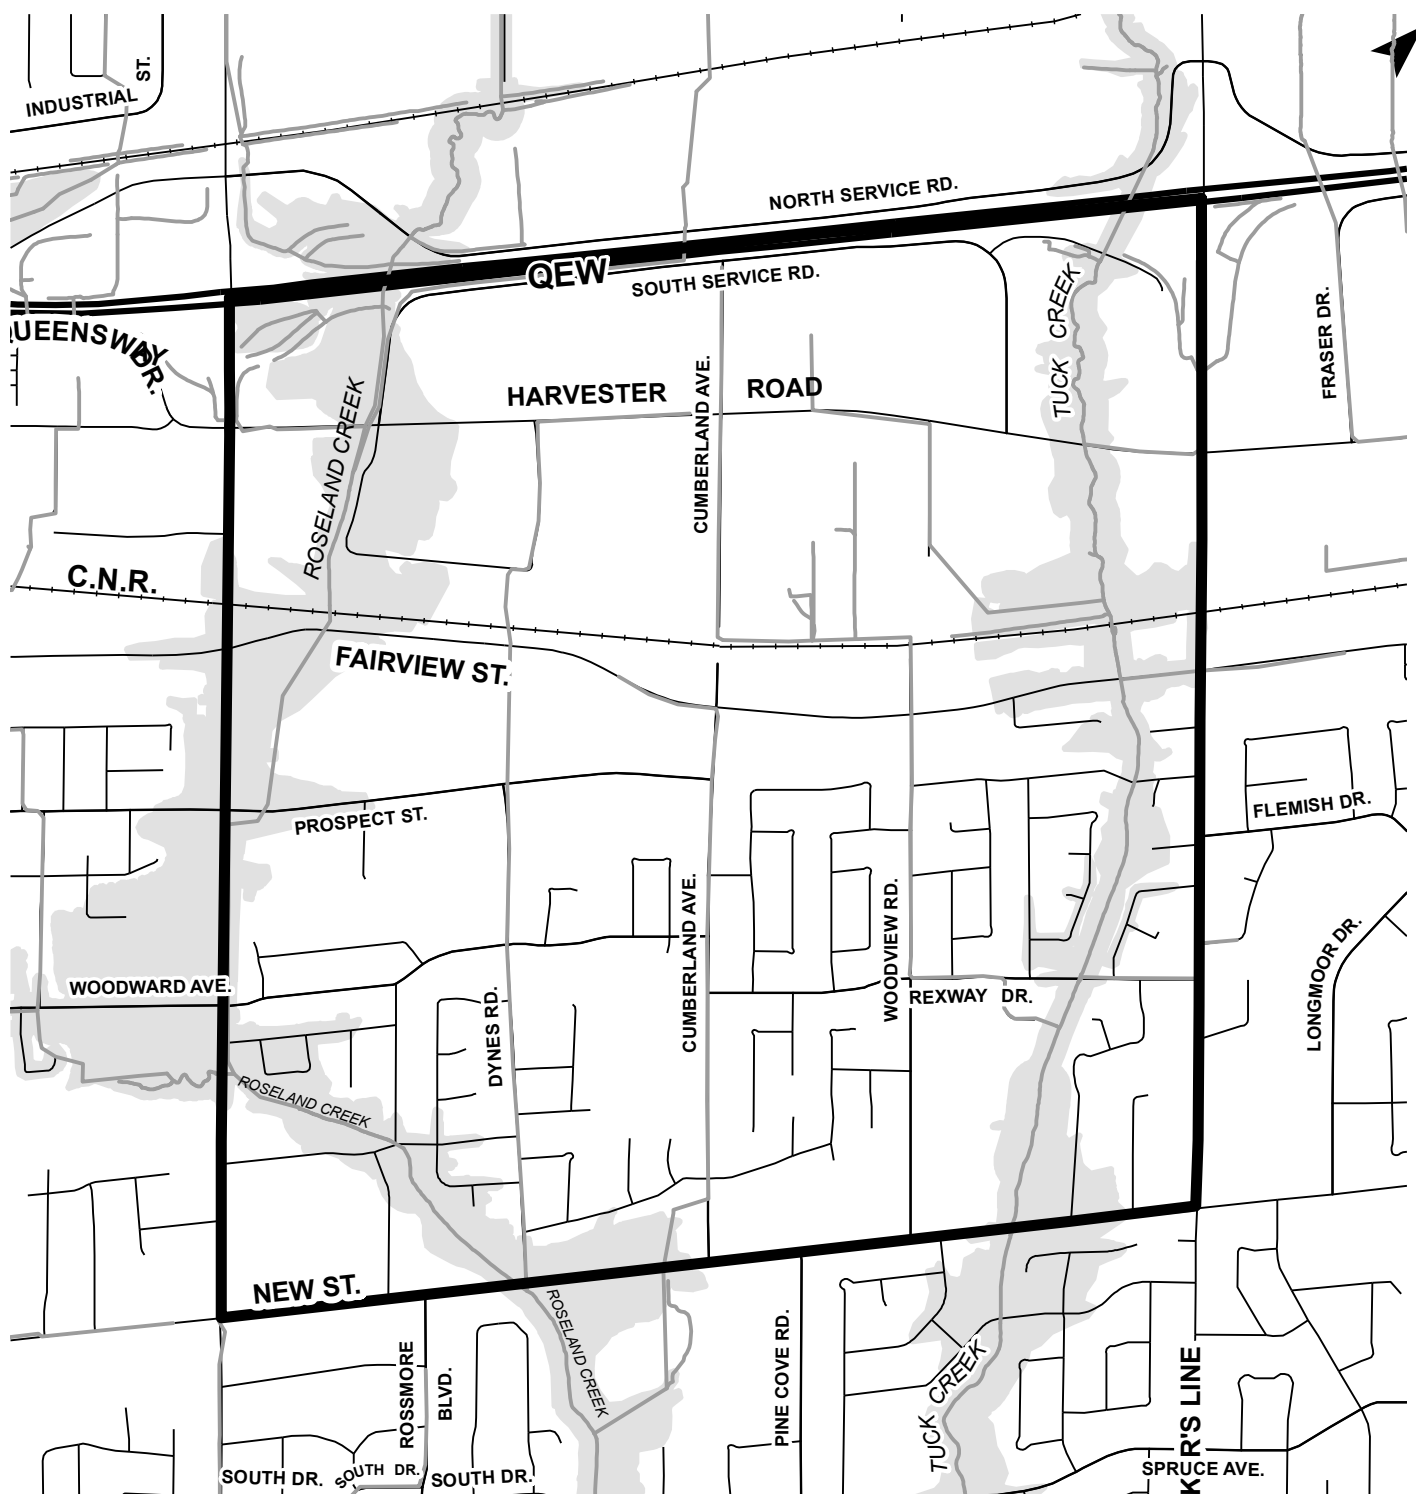 ST.
INDUSTRIAL
NORTH SERVICE RD.
QEW
SOUTH SERVICE RD.
TUCK CREEK
QUEENSWAY DR.
FRASER DR.
HARVESTER ROAD
CUMBERLAND AVE.
ROSELAND CREEK
C.N.R.
FAIRVIEW ST.
PROSPECT ST.
FLEMISH DR.
CUMBERLAND AVE.
WOODVIEW RD.
LONGMOOR DR.
WOODWARD AVE.
REXWAY DR.
DYNES RD.
ROSELAND CREEK
NEW ST.
ROSELAND CREEK
PINE COVE RD.
ROSSMORE
BLVD.
TUCK CREEK
K R'S LINE
SOUTH DR.
SOUTH DR.
SOUTH DR.
SPRUCE AVE.